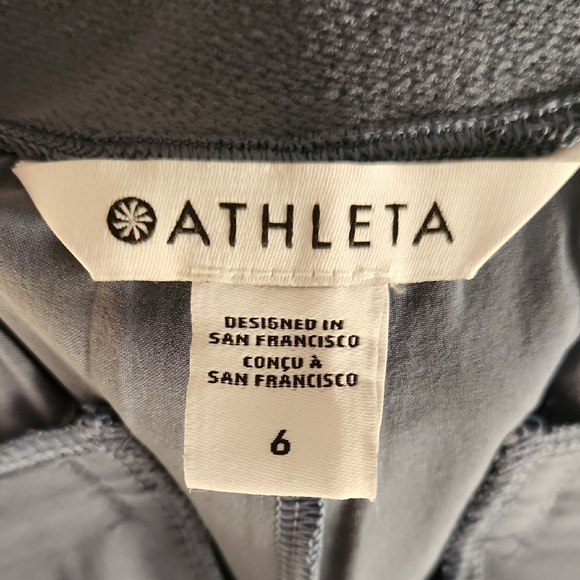 ATHLETA
DESIGNED IN
SAN FRANCISCO
CONÇU À
SAN FRANCISCO
6